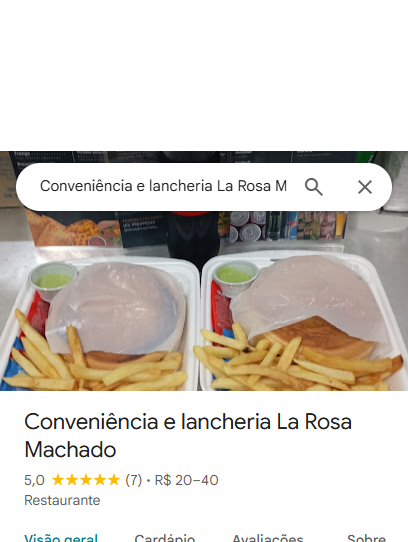 Conveniência e lancheria La Rosa M
Conveniência e lancheria La Rosa
Machado
5,0 ★★★★★ (7) • R$ 20–40
Restaurante
Visão geral Cardápio Avaliações Sobre